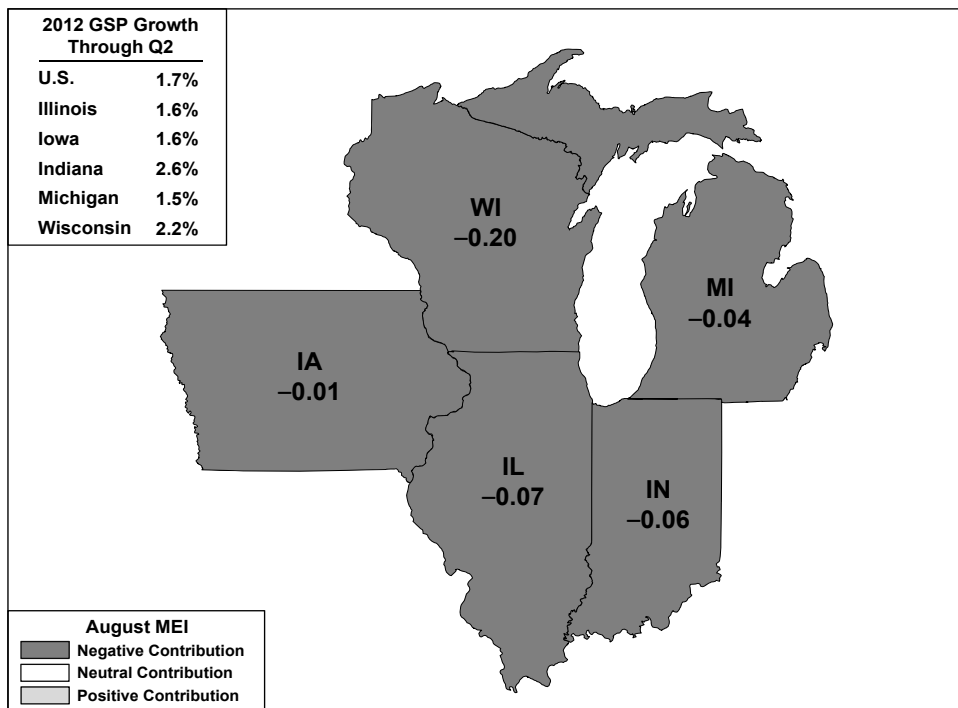 2012 GSP Growth
Through Q2
U.S. 1.7%
Illinois 1.6%
Iowa 1.6%
Indiana 2.6%
Michigan 1.5%
Wisconsin 2.2%
WI
–0.20
MI
–0.04
IA
–0.01
IL
–0.07
IN
–0.06
August MEI
Negative Contribution
Neutral Contribution
Positive Contribution